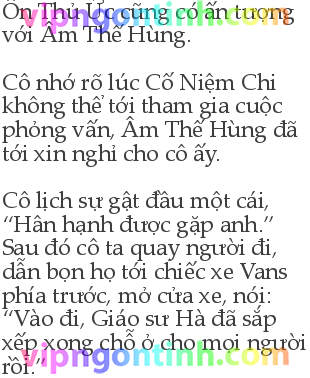 Ôn Thủ Ức cũng có ấn tượng
với Âm Thế Hùng.
Cô nhớ rõ lúc Cố Niệm Chi
không thể tới tham gia cuộc
phỏng vấn, Âm Thế Hùng đã
tới xin nghỉ cho cô ấy.
Cô lịch sự gật đầu một cái,
“Hân hạnh được gặp anh.”
Sau đó cô ta quay người đi,
dẫn bọn họ tới chiếc xe Vans
phía trước, mở cửa xe, nói:
“Vào đi, Giáo sư Hà đã sắp
xếp xong chỗ ở cho mọi người
rồi.”
vipngontinh.com
vipngontinh.com